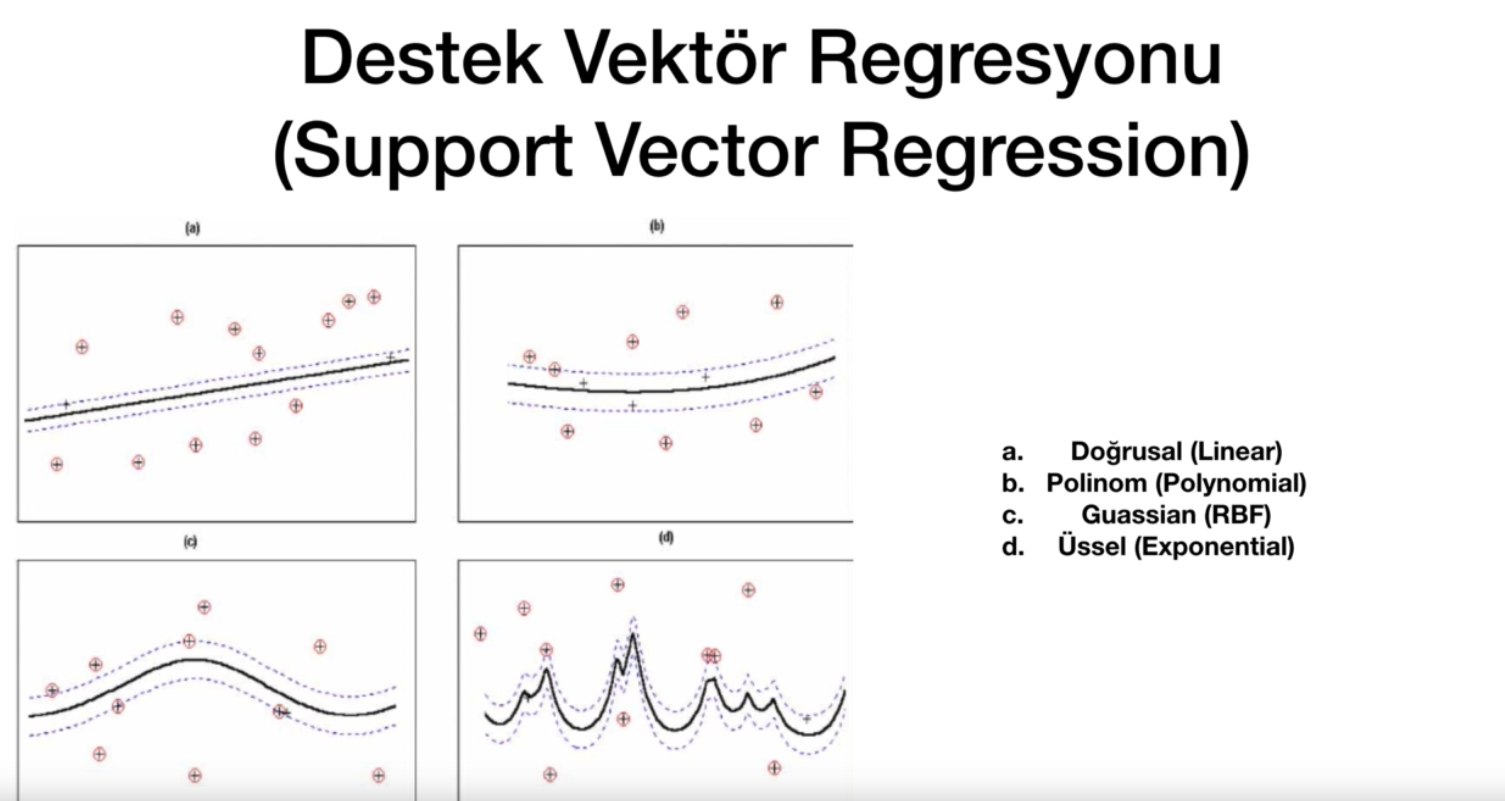 Destek Vektör Regresyonu
(Support Vector Regression)
(a)
(b)
(c)
(d)
a. Doğrusal (Linear)
b. Polinom (Polynomial)
c. Guassian (RBF)
d. Üssel (Exponential)